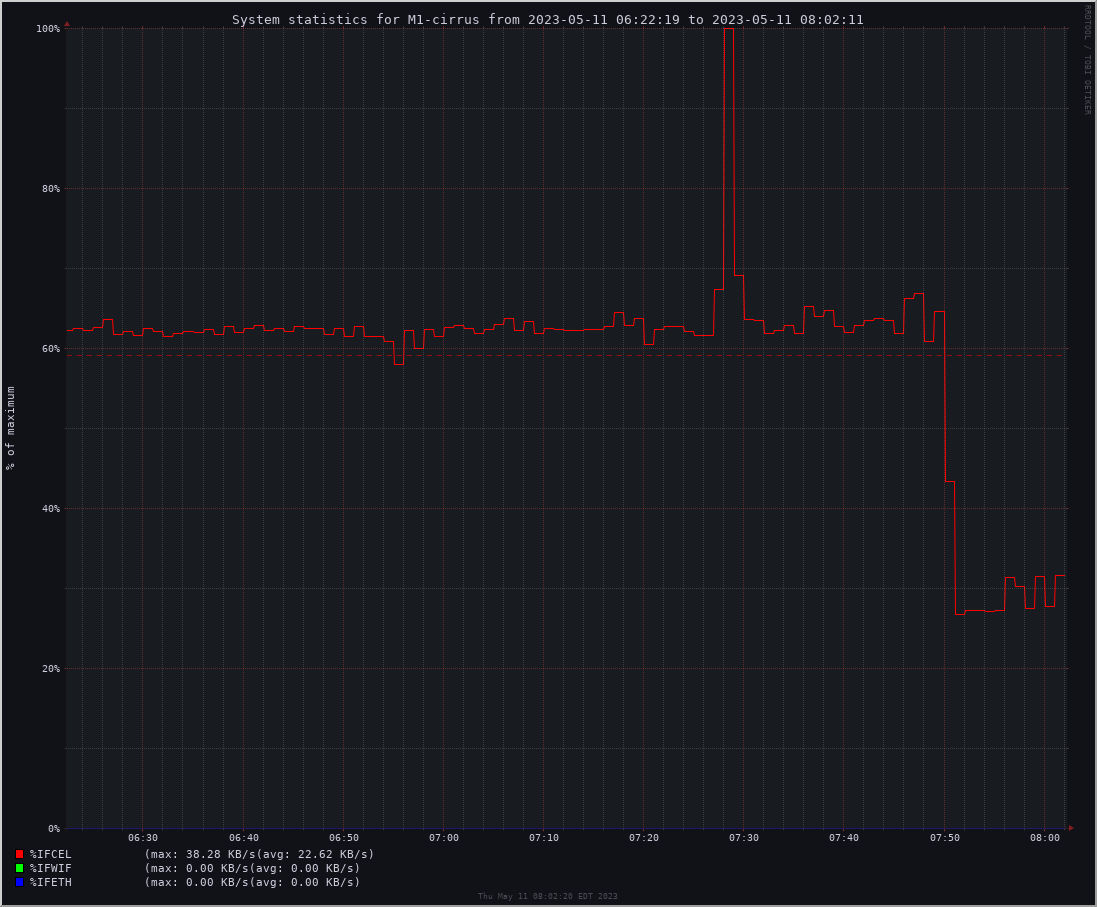 System statistics for M1-cirrus from 2023-05-11 06:22:19 to 2023-05-11 08:02:11
RRDTOOL / TOBI OETIKER
100%
80%
60%
40%
20%
0%
% of maximum
06:30 06:40 06:50 07:00 07:10 07:20 07:30 07:40 07:50 08:00
%IFCEL (max: 38.28 KB/s(avg: 22.62 KB/s)
%IFWIF (max: 0.00 KB/s(avg: 0.00 KB/s)
%IFETH (max: 0.00 KB/s(avg: 0.00 KB/s)
Thu May 11 08:02:20 EDT 2023